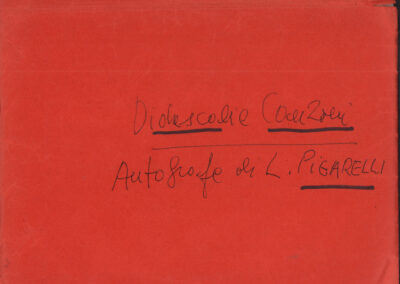 Didascalie Canzoni
Autografe di L. PIGARELLI